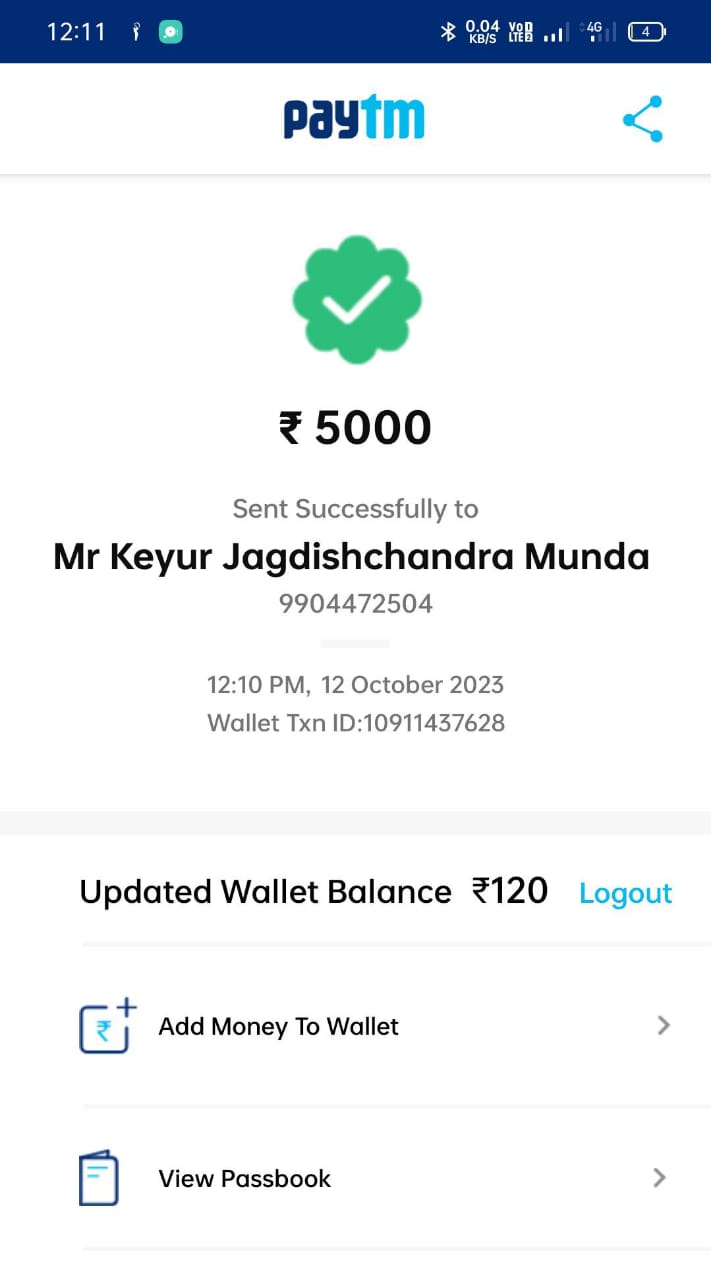 12:11 0.04 KB/S VoD LTE2 4G 4
paytm
₹ 5000
Sent Successfully to
Mr Keyur Jagdishchandra Munda
9904472504
12:10 PM, 12 October 2023
Wallet Txn ID:10911437628
Updated Wallet Balance ₹120 Logout
₹ Add Money To Wallet
View Passbook